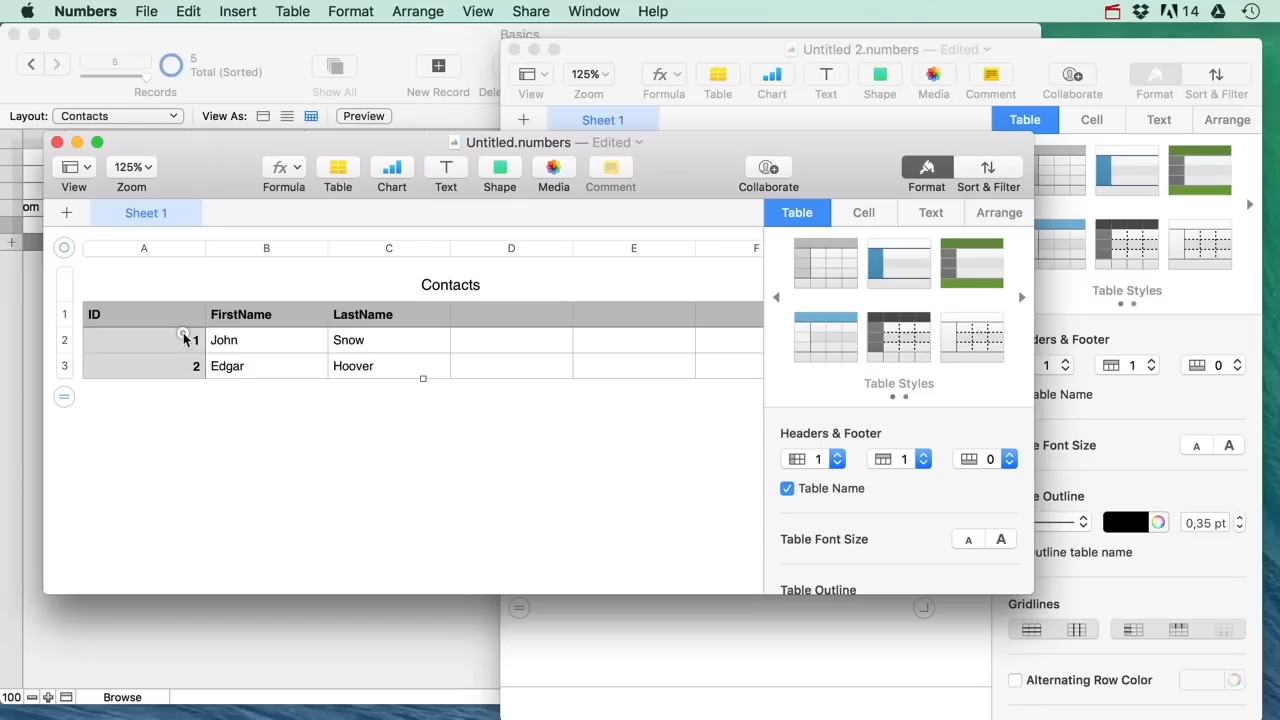 Numbers File Edit Insert Table Format Arrange View Share Window Help 14
Basics
5
5
Total (Sorted)
Records
Show All
New Record
Layout: Contacts View As: Preview
om
Untitled 2.numbers — Edited
125%
View Zoom Formula Table Chart Text Shape Media Comment Collaborate Format Sort & Filter
Sheet 1
Table Cell Text Arrange
Untitled.numbers — Edited
125%
View Zoom Formula Table Chart Text Shape Media Comment Collaborate Format Sort & Filter
Sheet 1
Table Cell Text Arrange
A B C D E F
Contacts
1 ID FirstName LastName
2 1 John Snow
3 2 Edgar Hoover
Table Styles
Headers & Footer
1 1 0
Table Name
Table Font Size A A
Table Outline
Table Styles
ders & Footer
1 1 0
able Name
e Font Size A A
e Outline
0,35 pt
utline table name
Gridlines
Alternating Row Color
100 Browse